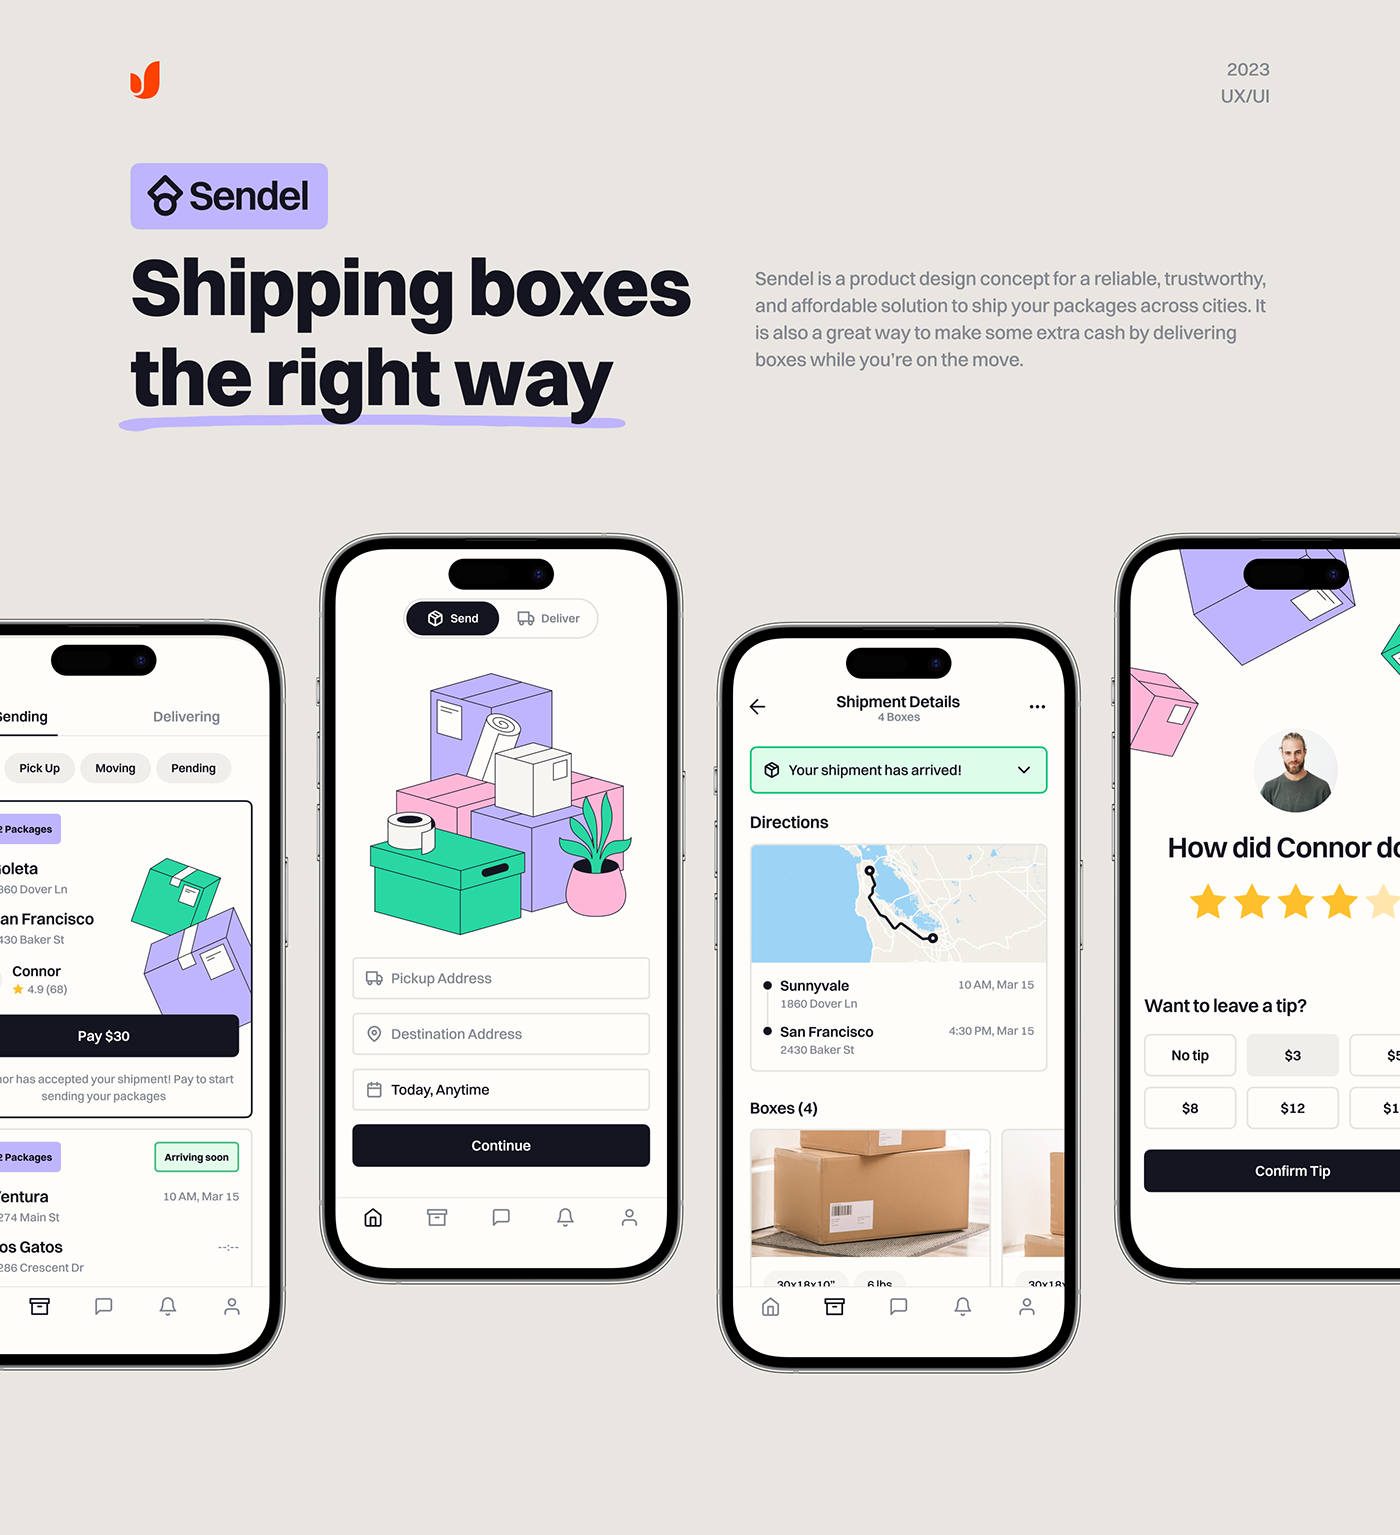 2023
UX/UI
Sendel
Shipping boxes
the right way
Sendel is a product design concept for a reliable, trustworthy,
and affordable solution to ship your packages across cities. It
is also a great way to make some extra cash by delivering
boxes while you're on the move.
ending
Delivering
Pick Up
Moving
Pending
2 Packages
oleta
860 Dover Ln
an Francisco
430 Baker St
Connor
4.9 (68)
Pay $30
nor has accepted your shipment! Pay to start
sending your packages
2 Packages
Arriving soon
entura
10 AM, Mar 15
274 Main St
os Gatos
--:--
286 Crescent Dr
Send
Deliver
Pickup Address
Destination Address
Today, Anytime
Continue
Shipment Details
4 Boxes
Your shipment has arrived!
Directions
Sunnyvale
10 AM, Mar 15
1860 Dover Ln
San Francisco
4:30 PM, Mar 15
2430 Baker St
Boxes (4)
30x18x10"
6 lbs
30x18x
How did Connor do
Want to leave a tip?
No tip
$3
$5
$8
$12
$1
Confirm Tip